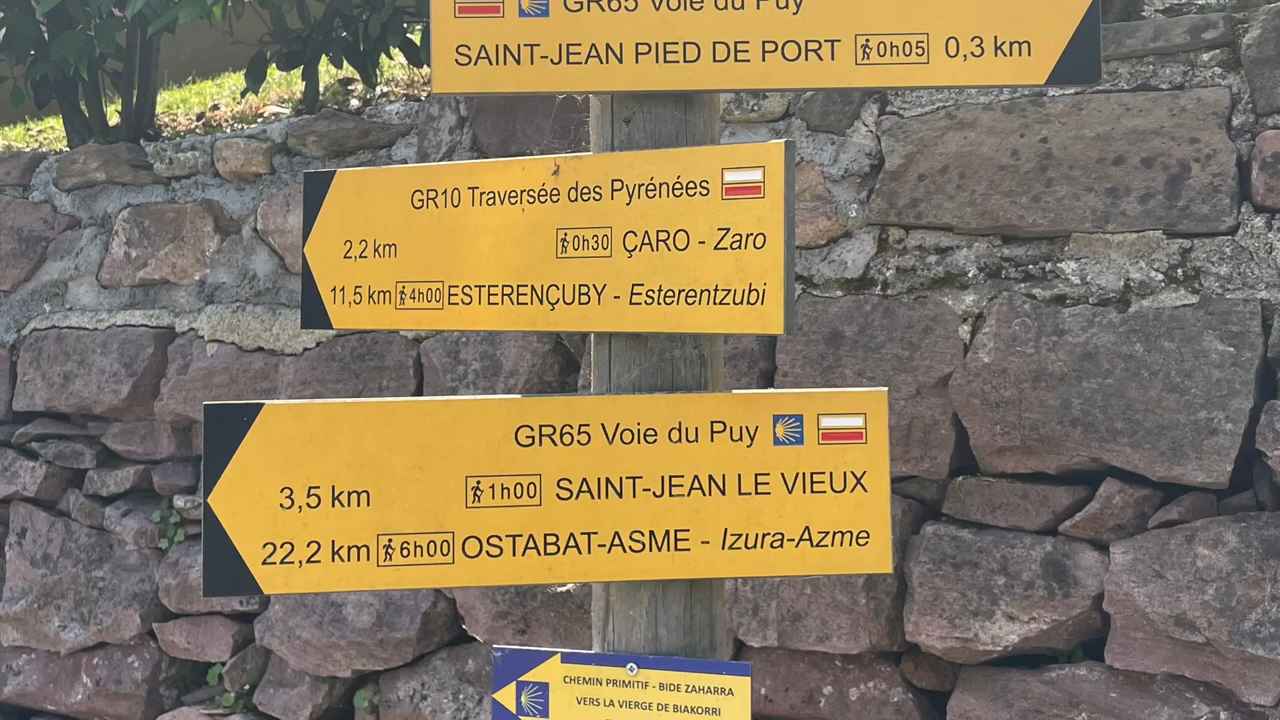 GR65 Voie du Puy
SAINT-JEAN PIED DE PORT 0h05 0,3 km
GR10 Traversée des Pyrénées
2,2 km 0h30 ÇARO - Zaro
11,5 km 4h00 ESTERENÇUBY - Esterentzubi
GR65 Voie du Puy
3,5 km 1h00 SAINT-JEAN LE VIEUX
22,2 km 6h00 OSTABAT-ASME - Izura-Azme
CHEMIN PRIMITIF - BIDE ZAHARRA
VERS LA VIERGE DE BIAKORRI